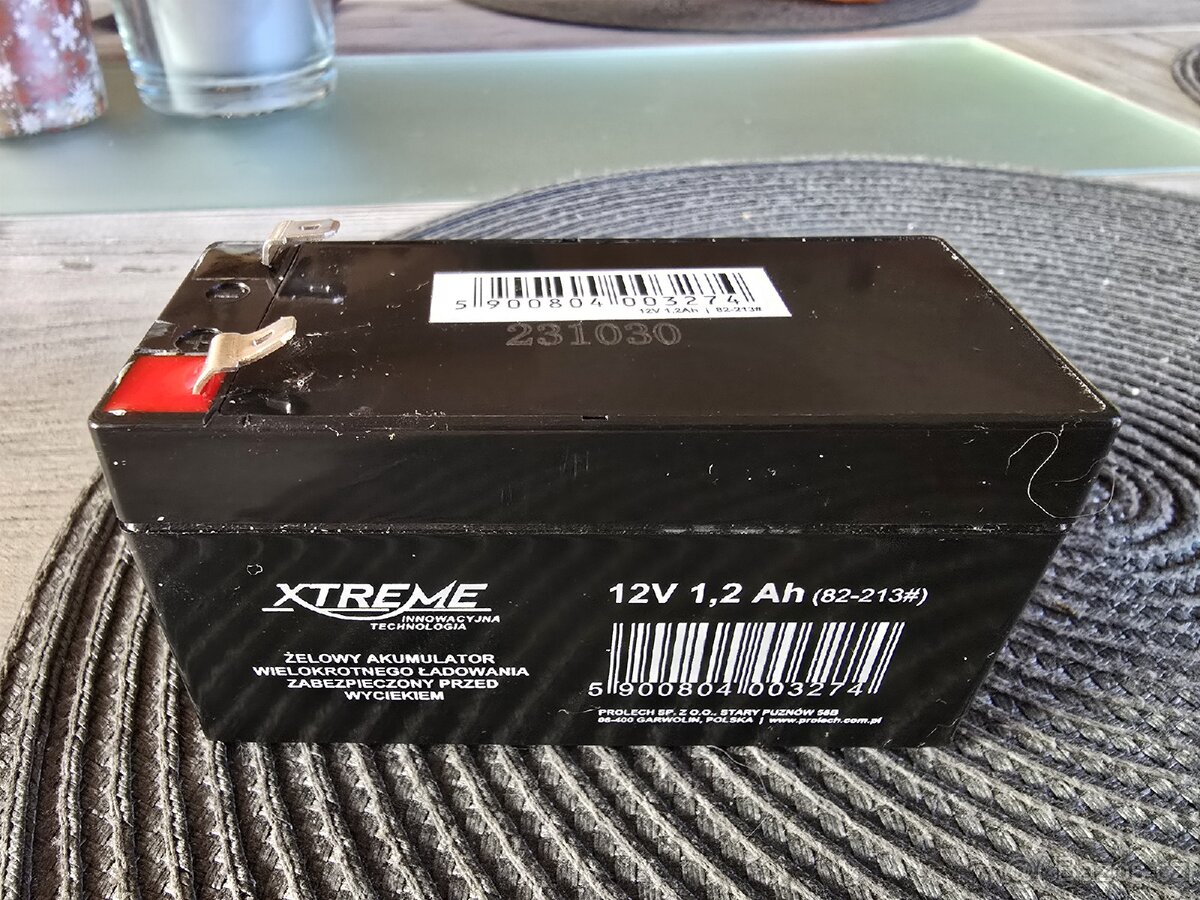 5 900804 003274
12V 1,2Ah | 82-213#
231030
XTREME
INNOWACYJNA
TECHNOLOGIA
ŻELOWY AKUMULATOR
WIELOKROTNEGO ŁADOWANIA
ZABEZPIECZONY PRZED
WYCIEKIEM
12V 1,2 Ah (82-213#)
5 900804 003274
PROLECH SP. Z O.O., STARY PUZNÓW 58B
08-400 GARWOLIN, POLSKA | www.prolech.com.pl